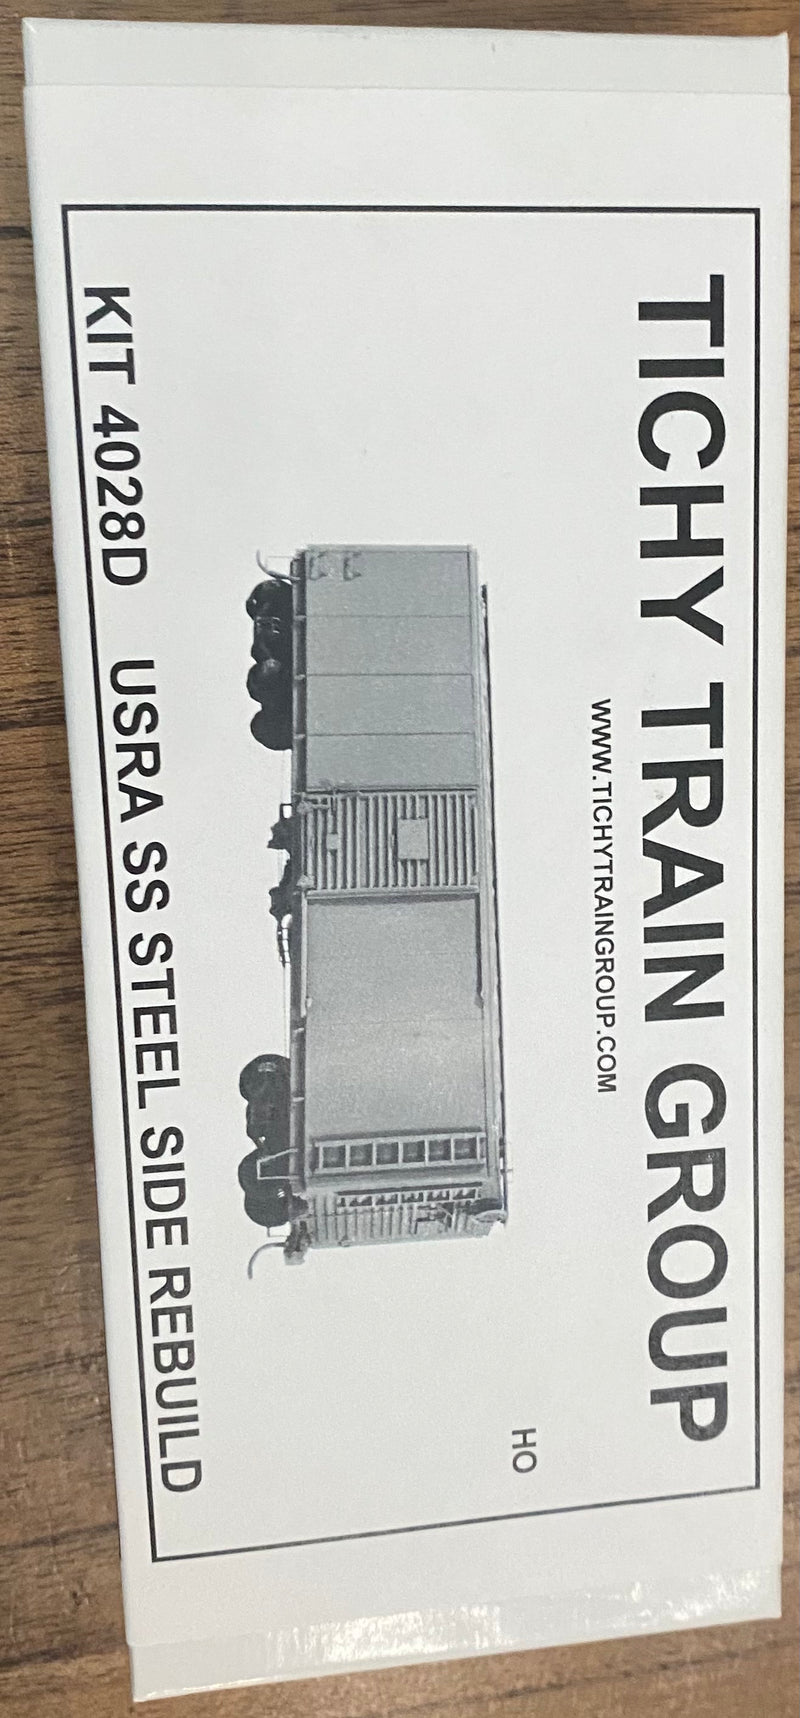 TICHY TRAIN GROUP
WWW.TICHYTRAINGROUP.COM
HO
KIT 4028D USRA SS STEEL SIDE REBUILD